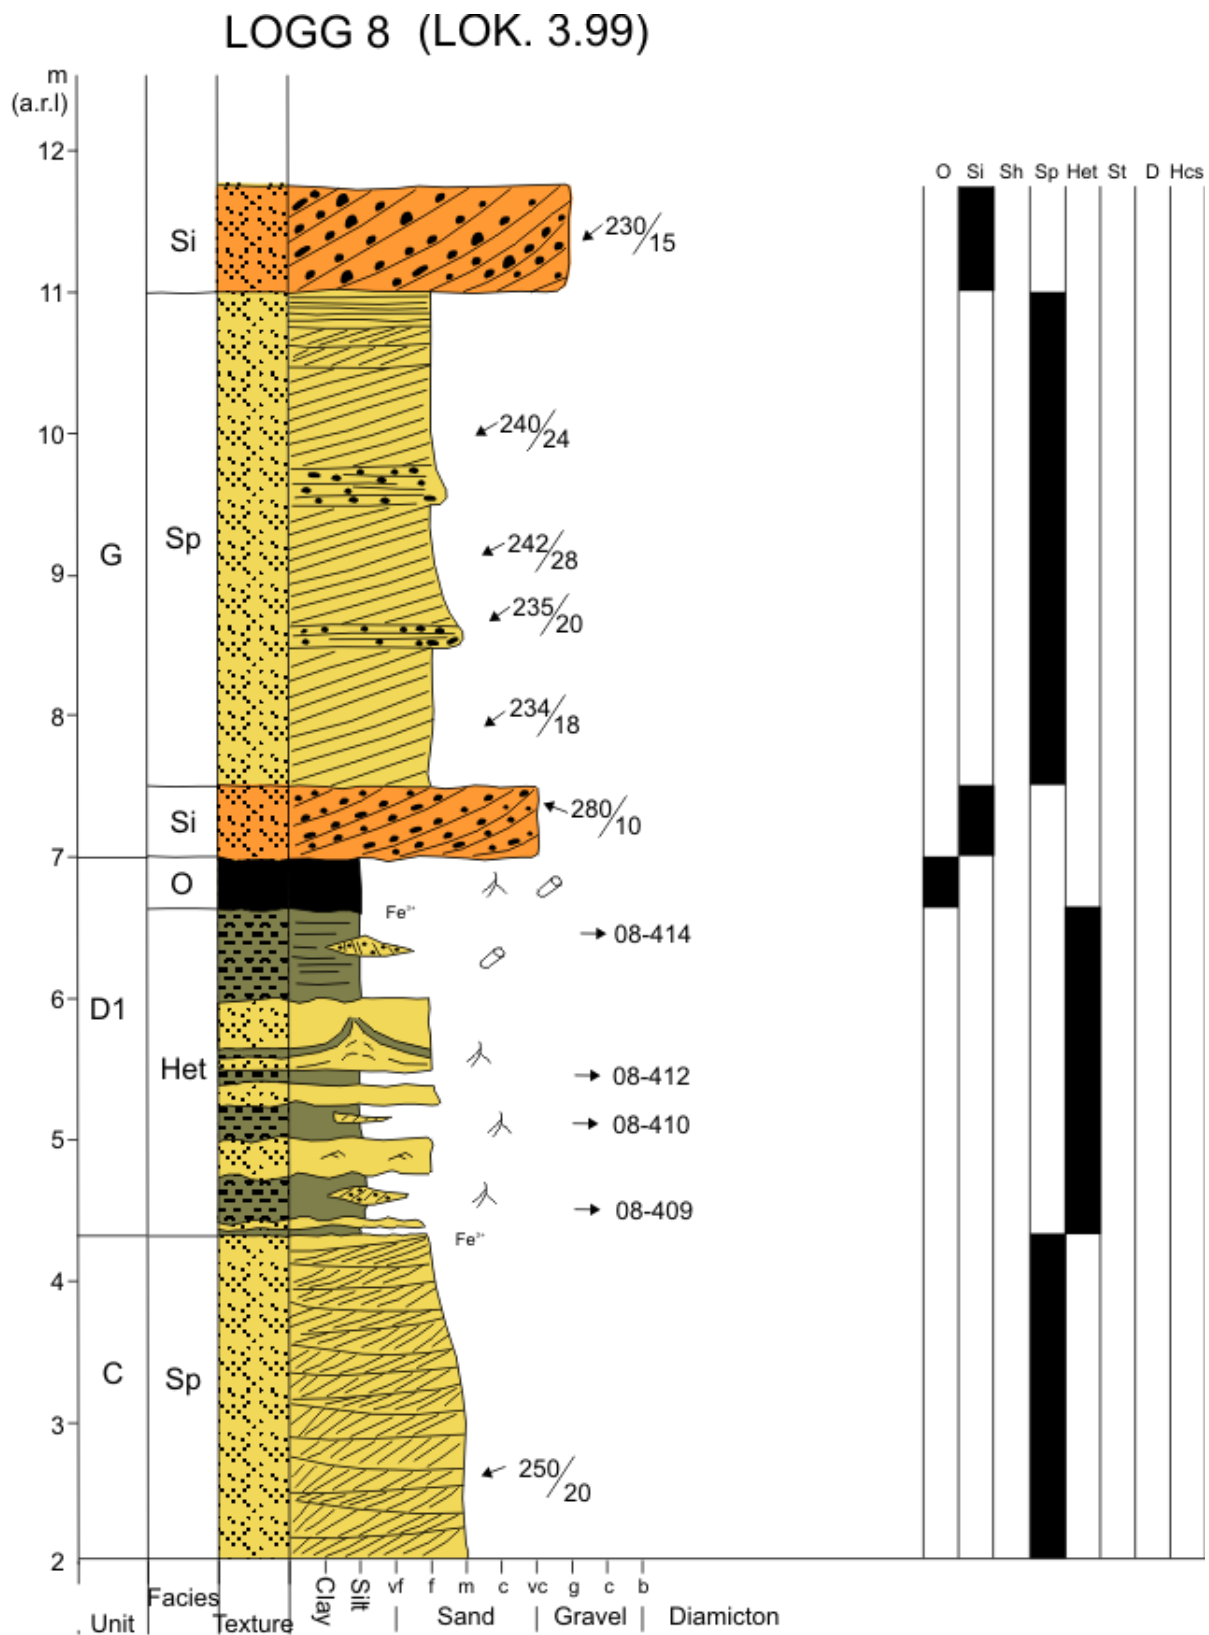 LOGG 8 (LOK. 3.99)
m
(a.r.l)
12
O Si Sh Sp Het St D Hcs
Si
230/15
11
10
240/24
G
Sp
9
242/28
235/20
8
234/18
Si
280/10
7
O
Fe³⁺
08-414
6
D1
Het
08-412
5
08-410
08-409
Fe³⁺
4
C
Sp
3
250/20
2
Clay Silt vf f m c vc g c b
Unit Facies Texture Sand Gravel Diamicton